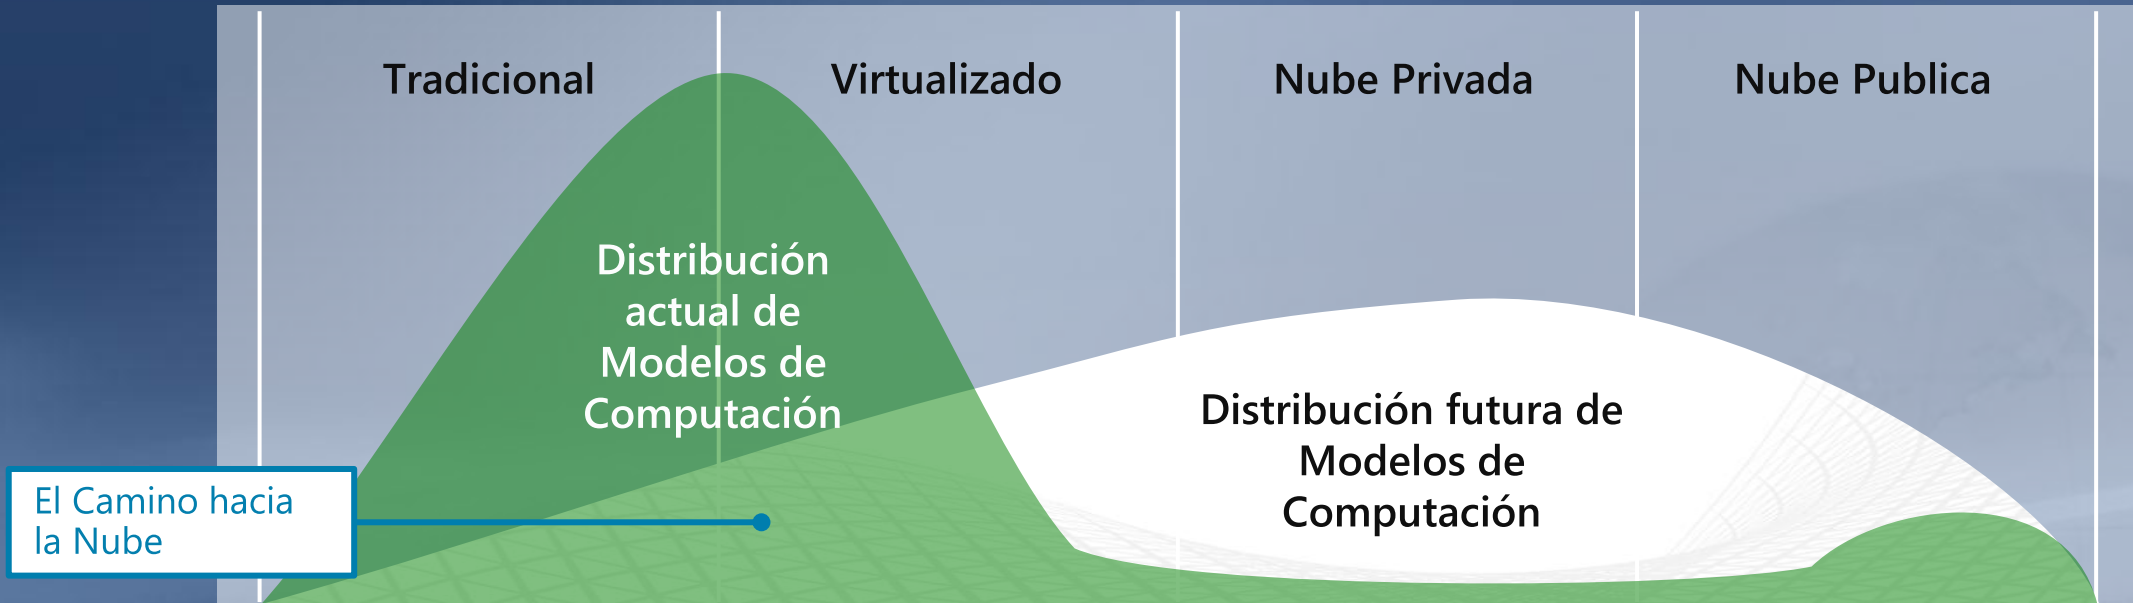 Tradicional
Virtualizado
Nube Privada
Nube Publica
Distribución
actual de
Modelos de
Computación
Distribución futura de
Modelos de
Computación
El Camino hacia
la Nube